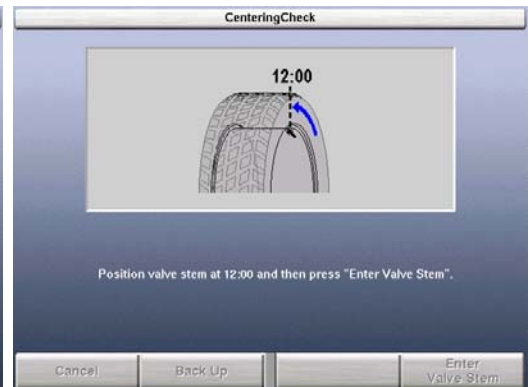 CenteringCheck
12:00
Position valve stem at 12:00 and then press "Enter Valve Stem".
Cancel
Back Up
Enter
Valve Stem